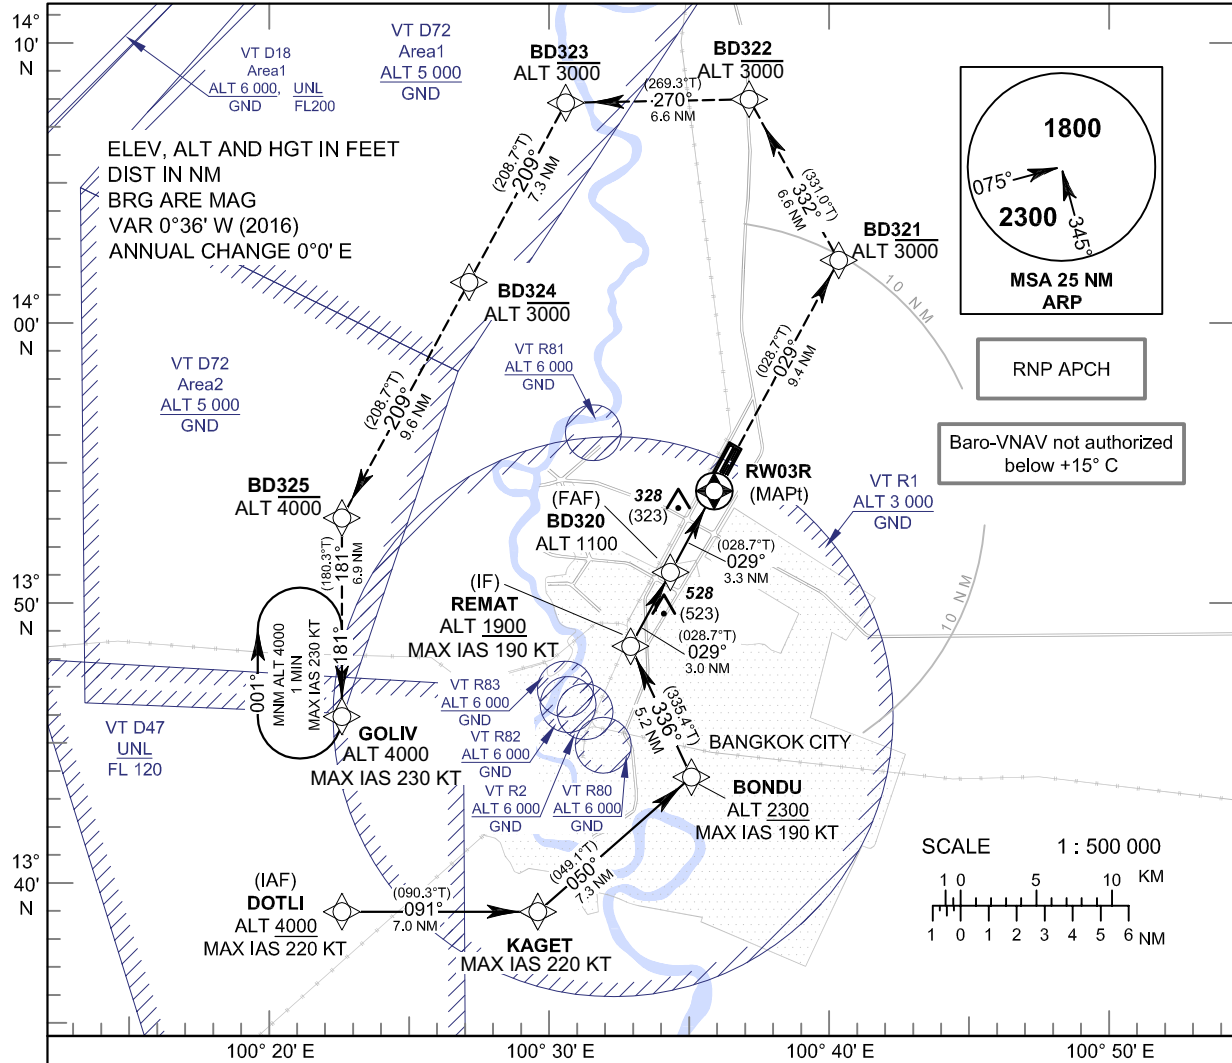 14°
10'
N
14°
00'
N
13°
50'
N
13°
40'
N
VT D18
Area1
ALT 6 000, UNL
GND FL200
VT D72
Area1
ALT 5 000
GND
BD323
ALT 3000
BD322
ALT 3000
(269.3°T)
270°
6.6 NM
ELEV, ALT AND HGT IN FEET
DIST IN NM
BRG ARE MAG
VAR 0°36' W (2016)
ANNUAL CHANGE 0°0' E
(208.7°T)
209°
7.3 NM
(331.0°T)
332°
6.6 NM
BD321
ALT 3000
1800
075°
2300
345°
MSA 25 NM
ARP
10 NM
BD324
ALT 3000
(028.7°T)
029°
9.4 NM
VT R81
ALT 6 000
GND
RNP APCH
VT D72
Area2
ALT 5 000
GND
(208.7°T)
209°
9.6 NM
Baro-VNAV not authorized
below +15° C
BD325
ALT 4000
RW03R
(MAPt)
VT R1
ALT 3 000
GND
328
(323)
(FAF)
BD320
ALT 1100
(028.7°T)
029°
3.3 NM
(180.3°T)
181°
6.9 NM
528
(523)
(IF)
REMAT
ALT 1900
MAX IAS 190 KT
(028.7°T)
029°
3.0 NM
10 NM
001°
MNM ALT 4000
1 MIN
MAX IAS 230 KT
181°
VT R83
ALT 6 000
GND
(335.4°T)
336°
5.2 NM
VT D47
UNL
FL 120
GOLIV
ALT 4000
MAX IAS 230 KT
VT R82
ALT 6 000
GND
BANGKOK CITY
VT R2
ALT 6 000
GND
VT R80
ALT 6 000
GND
BONDU
ALT 2300
MAX IAS 190 KT
(049.1°T)
050°
7.3 NM
(IAF)
DOTLI
ALT 4000
MAX IAS 220 KT
(090.3°T)
091°
7.0 NM
KAGET
MAX IAS 220 KT
SCALE 1 : 500 000
1 0 5 10 KM
1 0 1 2 3 4 5 6 NM
100° 20' E
100° 30' E
100° 40' E
100° 50' E